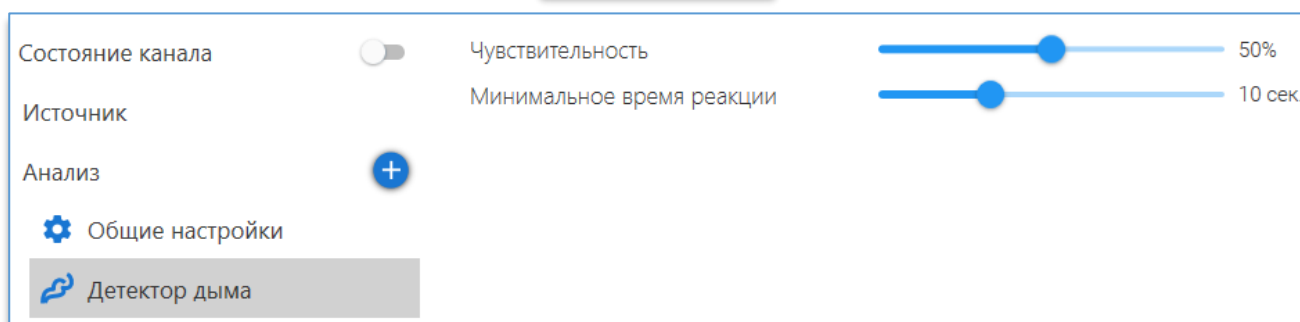 Состояние канала
Источник
Анализ
Общие настройки
Детектор дыма
Чувствительность 50%
Минимальное время реакции 10 сек.